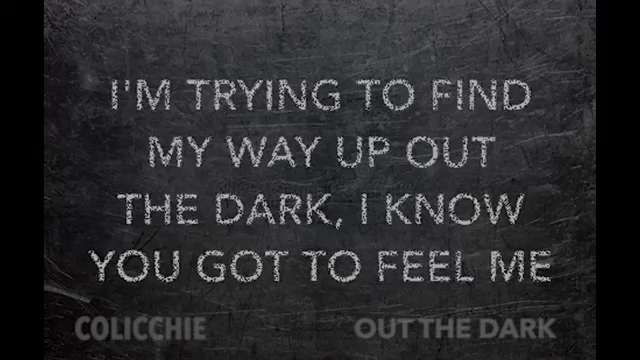 I'M TRYING TO FIND
MY WAY UP OUT
THE DARK, I KNOW
YOU GOT TO FEEL ME
COLICCHIE
OUT THE DARK